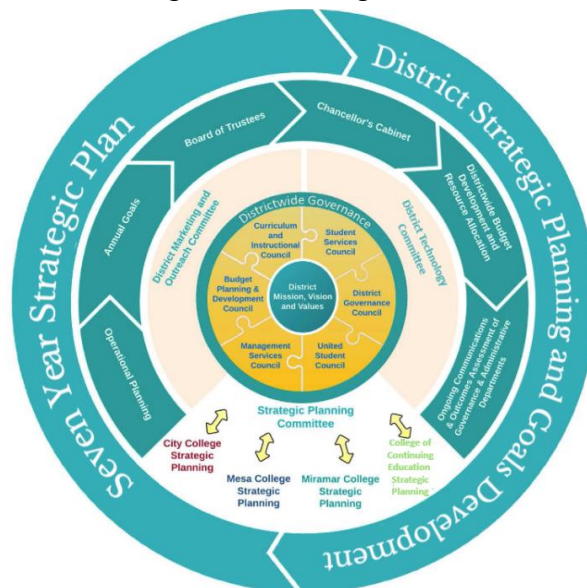 Seven Year Strategic Plan
District Strategic Planning and Goals Development
Operational Planning
Annual Goals
Board of Trustees
Chancellor's Cabinet
Districtwide Budget
Development and
Resource Allocation
Ongoing Communications
& Outcomes Assessment of
Governance & Administrative
Departments
District Marketing and
Outreach Committee
District Technology
Committee
Districtwide Governance
Curriculum
and
Instructional
Council
Student
Services
Council
Budget
Planning &
Development
Council
District
Governance
Council
Management
Services
Council
United
Student
Council
District
Mission, Vision
and Values
Strategic Planning
Committee
City College
Strategic
Planning
Mesa College
Strategic
Planning
Miramar College
Strategic
Planning
College of
Continuing
Education
Strategic
Planning